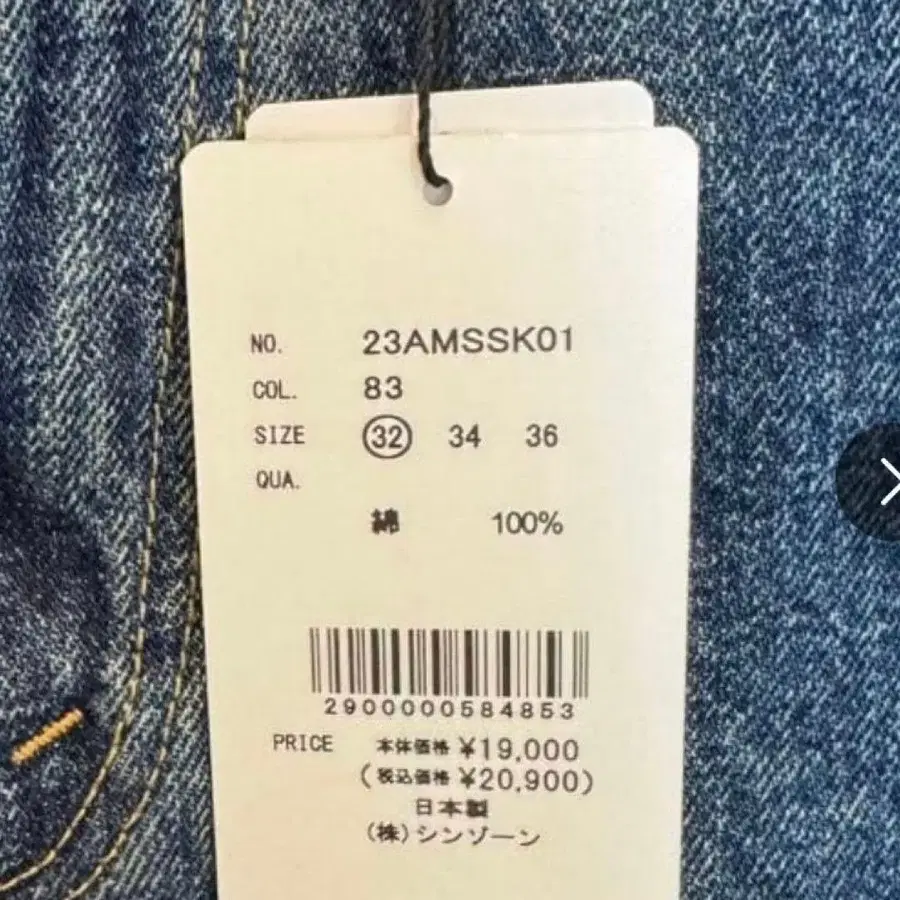 NO. 23AMSSK01
COL. 83
SIZE 32 34 36
QUA.
綿 100%
2900000584853
PRICE 本体価格 ¥19,000
(税込価格 ¥20,900)
日本製
(株)シンゾーン